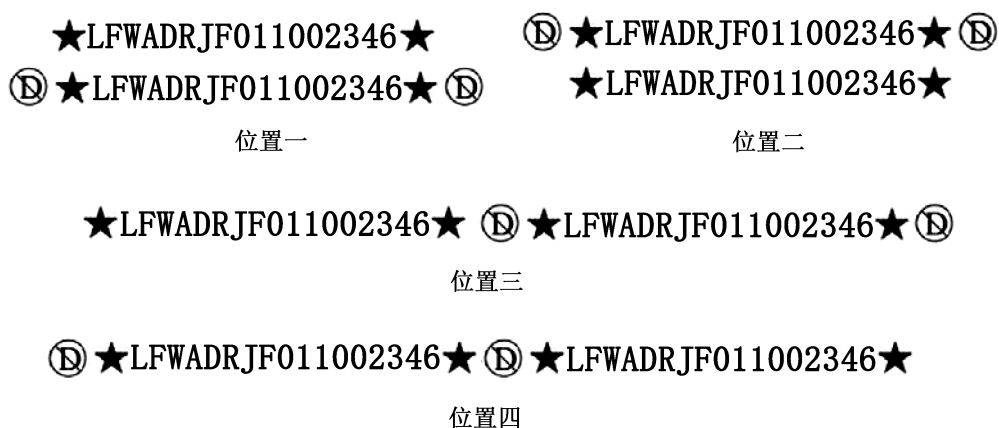 ★LFWADRJF011002346★
Ⓓ★LFWADRJF011002346★Ⓓ
位置一
Ⓓ★LFWADRJF011002346★Ⓓ
★LFWADRJF011002346★
位置二
★LFWADRJF011002346★ Ⓓ★LFWADRJF011002346★Ⓓ
位置三
Ⓓ★LFWADRJF011002346★Ⓓ★LFWADRJF011002346★
位置四